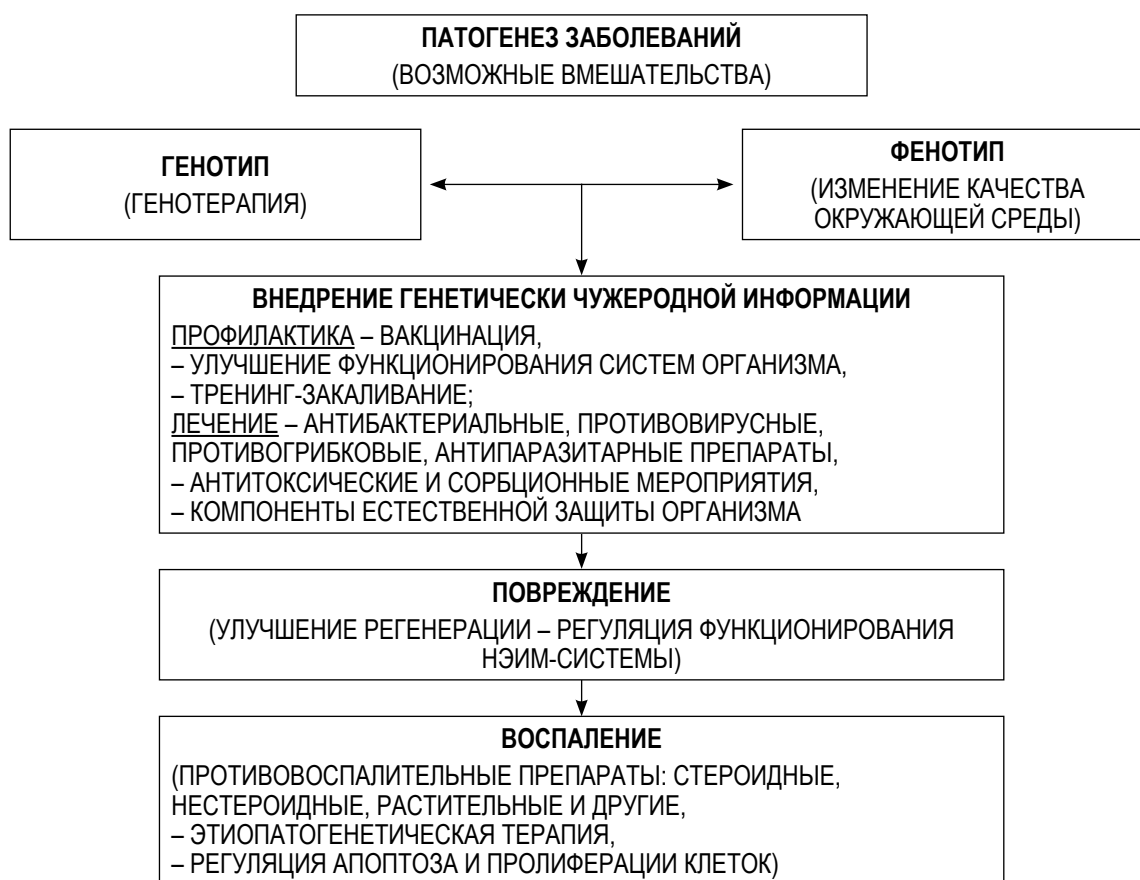 ПАТОГЕНЕЗ ЗАБОЛЕВАНИЙ
(ВОЗМОЖНЫЕ ВМЕШАТЕЛЬСТВА)
ГЕНОТИП
(ГЕНОТЕРАПИЯ)
ФЕНОТИП
(ИЗМЕНЕНИЕ КАЧЕСТВА
ОКРУЖАЮЩЕЙ СРЕДЫ)
ВНЕДРЕНИЕ ГЕНЕТИЧЕСКИ ЧУЖЕРОДНОЙ ИНФОРМАЦИИ
ПРОФИЛАКТИКА – ВАКЦИНАЦИЯ,
– УЛУЧШЕНИЕ ФУНКЦИОНИРОВАНИЯ СИСТЕМ ОРГАНИЗМА,
– ТРЕНИНГ-ЗАКАЛИВАНИЕ;
ЛЕЧЕНИЕ – АНТИБАКТЕРИАЛЬНЫЕ, ПРОТИВОВИРУСНЫЕ,
ПРОТИВОГРИБКОВЫЕ, АНТИПАРАЗИТАРНЫЕ ПРЕПАРАТЫ,
– АНТИТОКСИЧЕСКИЕ И СОРБЦИОННЫЕ МЕРОПРИЯТИЯ,
– КОМПОНЕНТЫ ЕСТЕСТВЕННОЙ ЗАЩИТЫ ОРГАНИЗМА
ПОВРЕЖДЕНИЕ
(УЛУЧШЕНИЕ РЕГЕНЕРАЦИИ – РЕГУЛЯЦИЯ ФУНКЦИОНИРОВАНИЯ
НЭИМ-СИСТЕМЫ)
ВОСПАЛЕНИЕ
(ПРОТИВОВОСПАЛИТЕЛЬНЫЕ ПРЕПАРАТЫ: СТЕРОИДНЫЕ,
НЕСТЕРОИДНЫЕ, РАСТИТЕЛЬНЫЕ И ДРУГИЕ,
– ЭТИОПАТОГЕНЕТИЧЕСКАЯ ТЕРАПИЯ,
– РЕГУЛЯЦИЯ АПОПТОЗА И ПРОЛИФЕРАЦИИ КЛЕТОК)